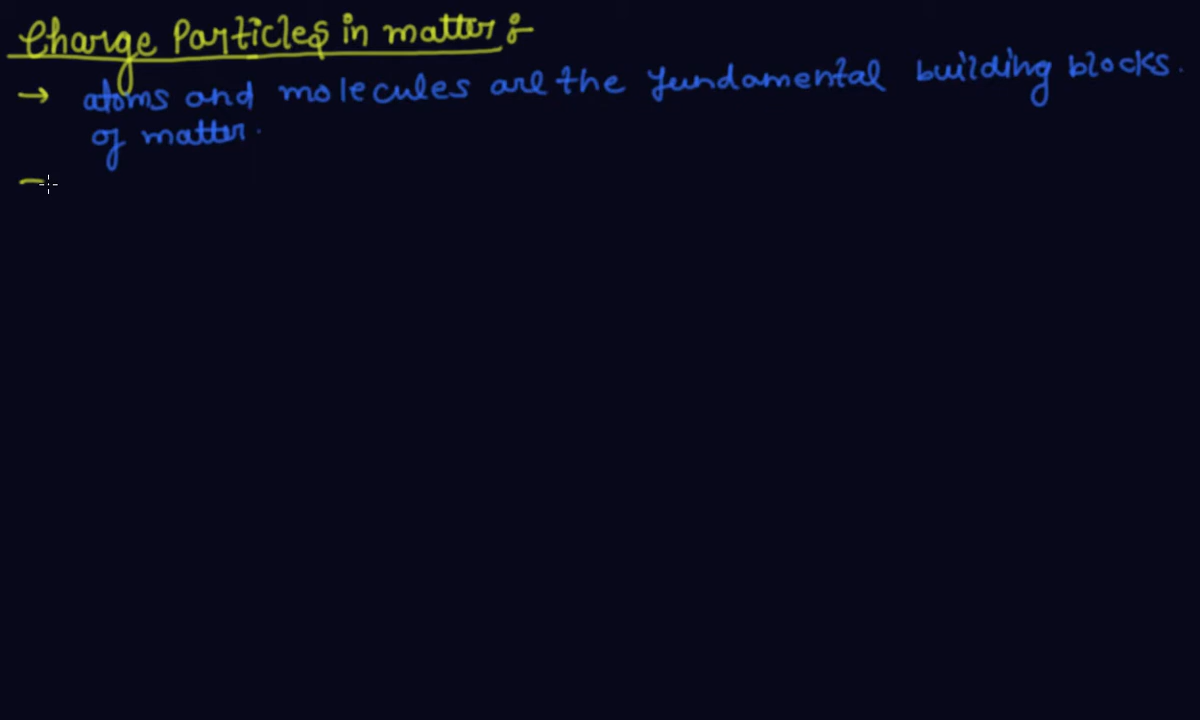 Charge Particles in matter :-
→ atoms and molecules are the fundamental building blocks.
of matter.